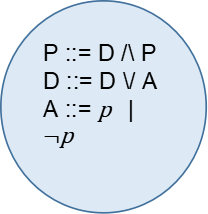 P ::= D /\ P
D ::= D \/ A
A ::= p |
¬p